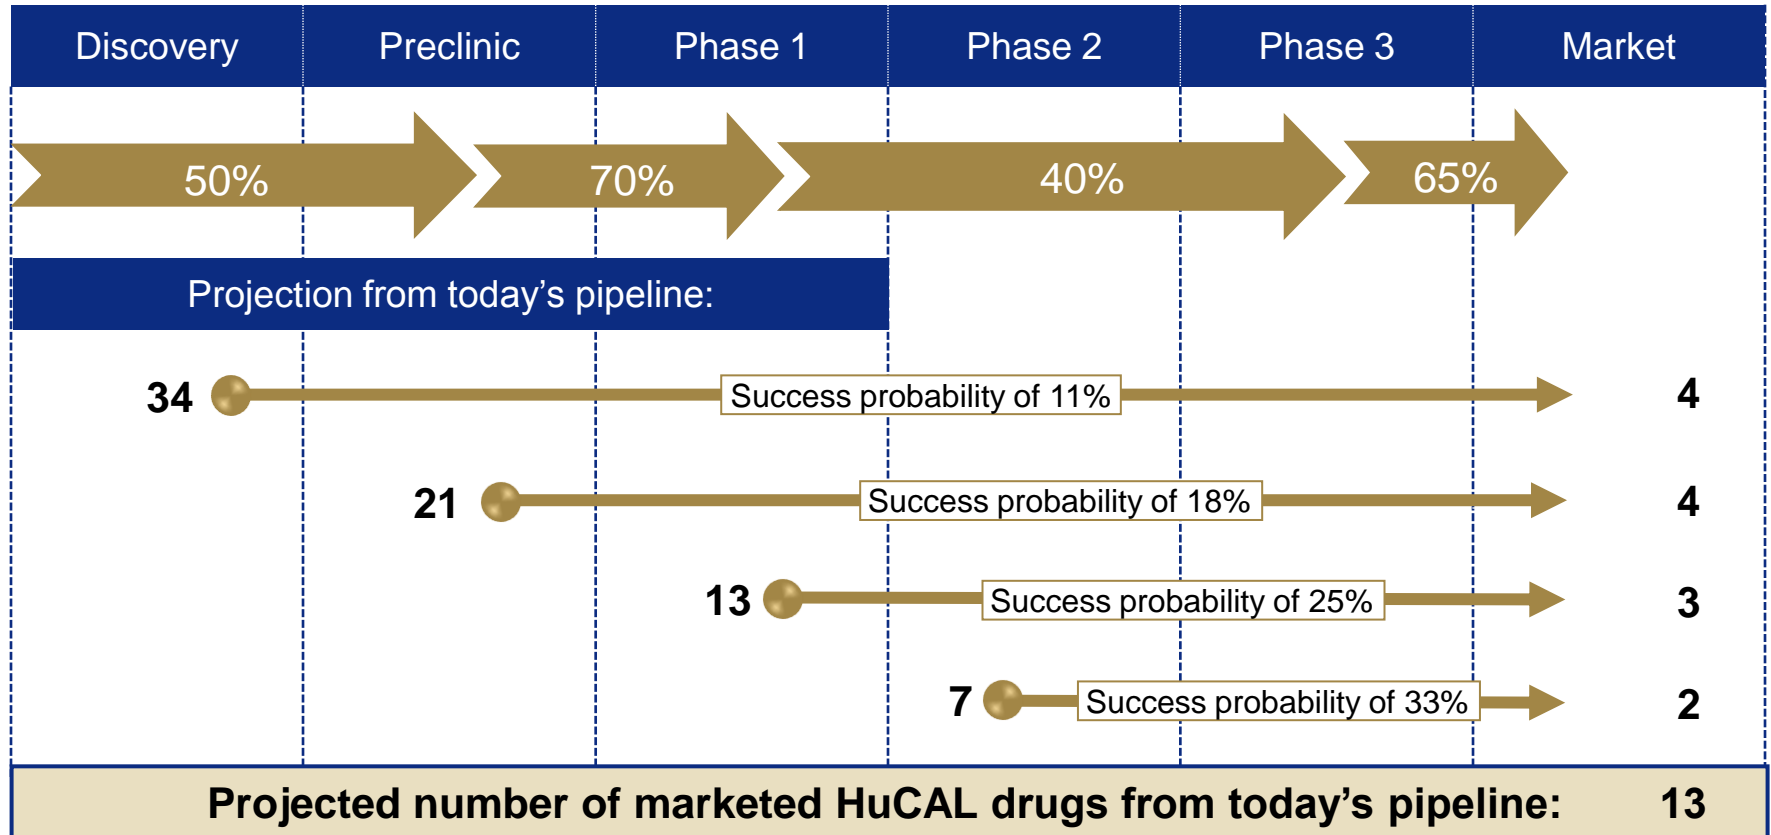 Discovery Preclinic Phase 1 Phase 2 Phase 3 Market
50% 70% 40% 65%
Projection from today’s pipeline:
34 Success probability of 11% 4
21 Success probability of 18% 4
13 Success probability of 25% 3
7 Success probability of 33% 2
Projected number of marketed HuCAL drugs from today’s pipeline: 13